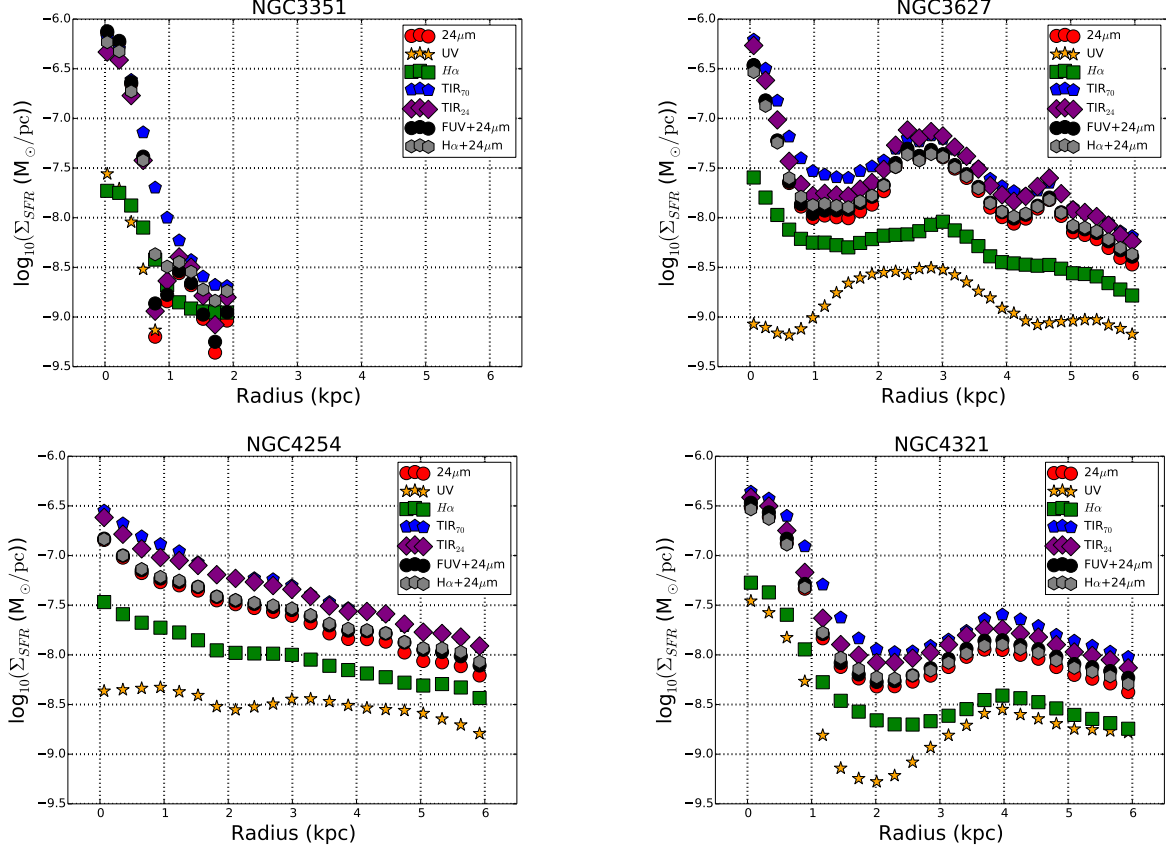 NGC3351
−6.0
−6.5
−7.0
−7.5
−8.0
−8.5
−9.0
−9.5
log₁₀(Σ_SFR (M⊙/pc))
0 1 2 3 4 5 6
Radius (kpc)
24μm
UV
Hα
TIR₇₀
TIR₂₄
FUV+24μm
Hα+24μm
NGC3627
−6.0
−6.5
−7.0
−7.5
−8.0
−8.5
−9.0
−9.5
log₁₀(Σ_SFR (M⊙/pc))
0 1 2 3 4 5 6
Radius (kpc)
24μm
UV
Hα
TIR₇₀
TIR₂₄
FUV+24μm
Hα+24μm
NGC4254
−6.0
−6.5
−7.0
−7.5
−8.0
−8.5
−9.0
−9.5
log₁₀(Σ_SFR (M⊙/pc))
0 1 2 3 4 5 6
Radius (kpc)
24μm
UV
Hα
TIR₇₀
TIR₂₄
FUV+24μm
Hα+24μm
NGC4321
−6.0
−6.5
−7.0
−7.5
−8.0
−8.5
−9.0
−9.5
log₁₀(Σ_SFR (M⊙/pc))
0 1 2 3 4 5 6
Radius (kpc)
24μm
UV
Hα
TIR₇₀
TIR₂₄
FUV+24μm
Hα+24μm